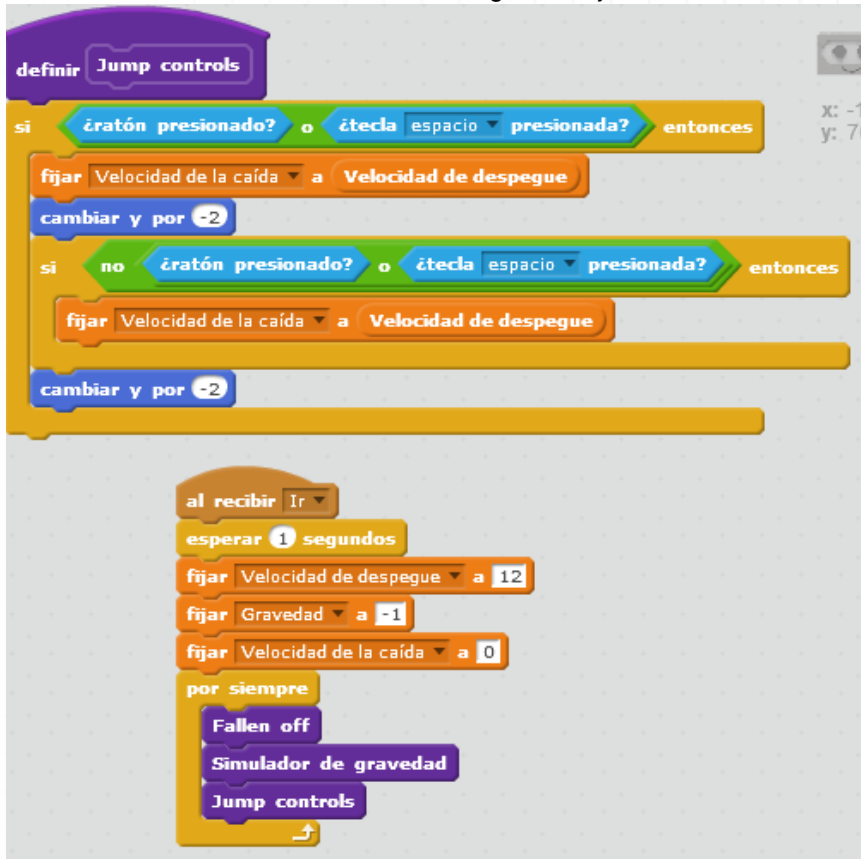 definir Jump controls
si ¿ratón presionado? o ¿tecla espacio presionada? entonces
fijar Velocidad de la caída a Velocidad de despegue
cambiar y por -2
si no ¿ratón presionado? o ¿tecla espacio presionada? entonces
fijar Velocidad de la caída a Velocidad de despegue
cambiar y por -2
al recibir Ir
esperar 1 segundos
fijar Velocidad de despegue a 12
fijar Gravedad a -1
fijar Velocidad de la caída a 0
por siempre
Fallen off
Simulador de gravedad
Jump controls
x:
y: